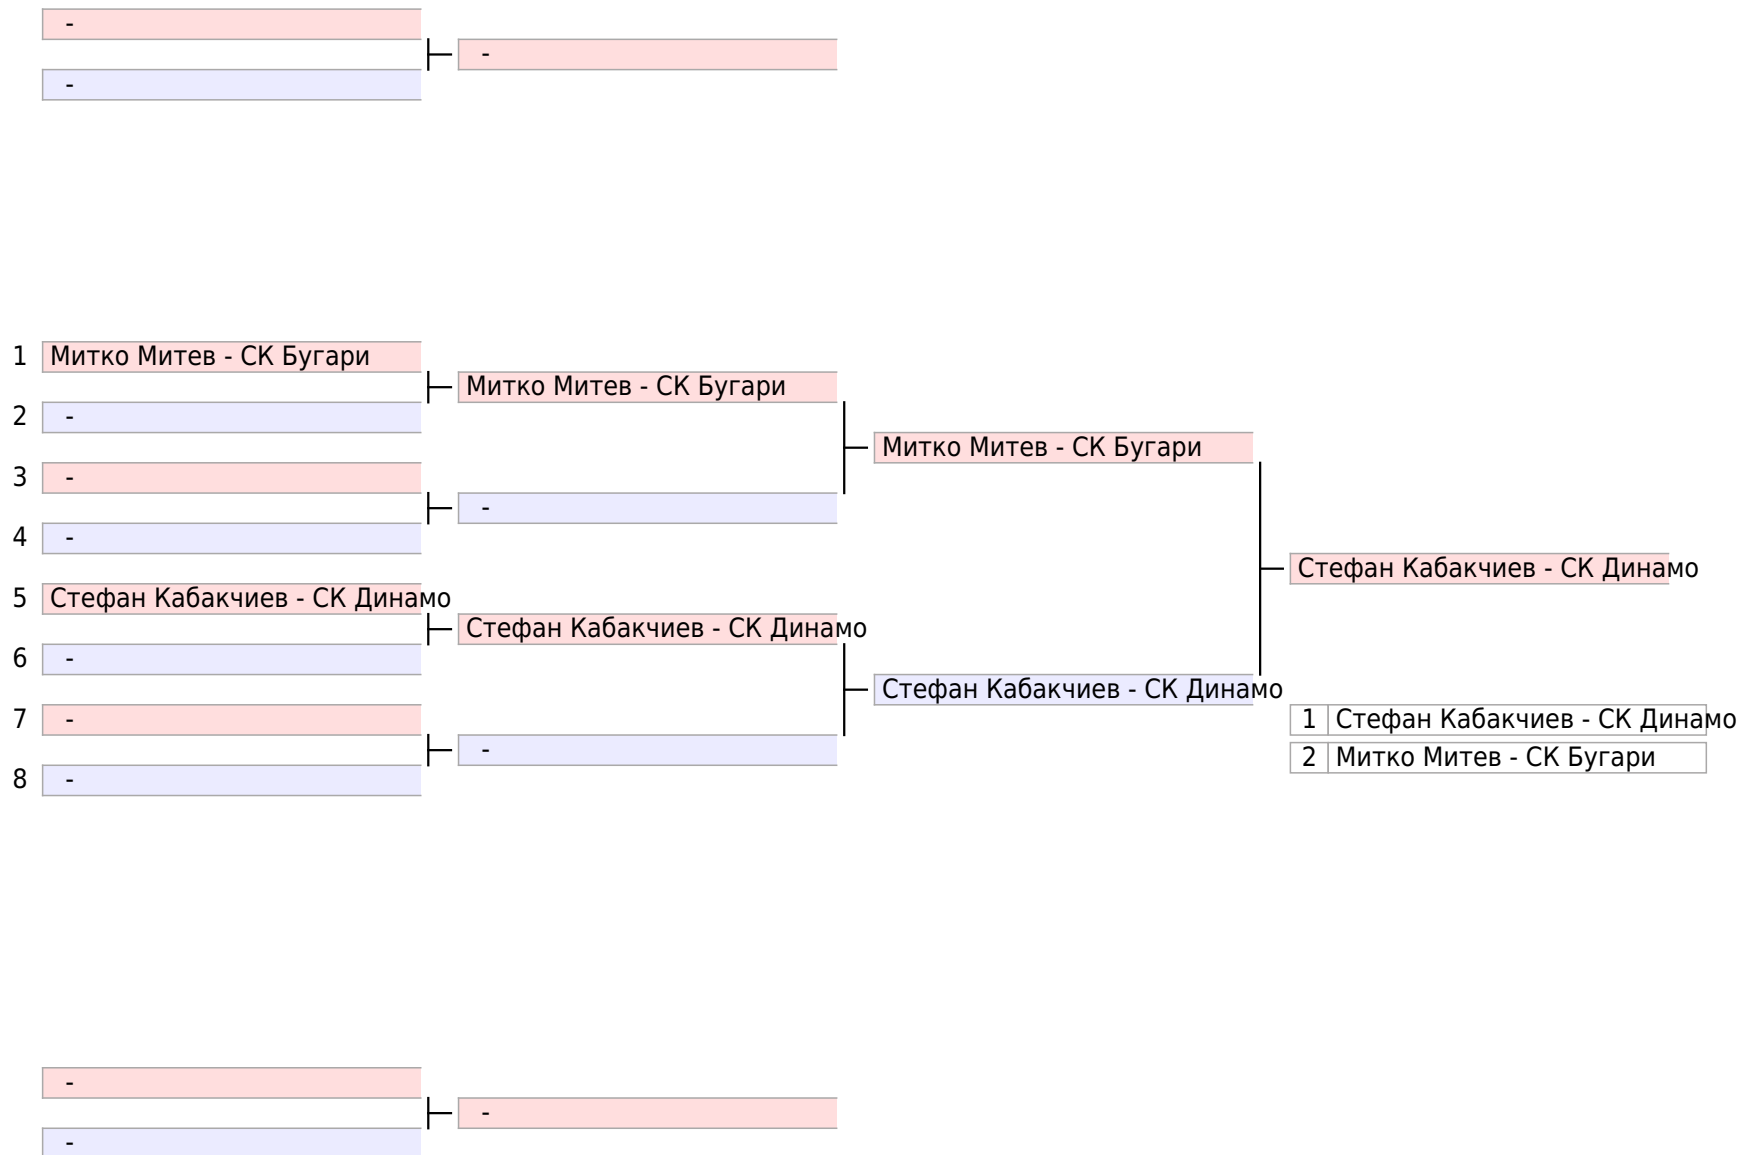 -
-
-
1 Митко Митев - СК Бугари
Митко Митев - СК Бугари
2 -
Митко Митев - СК Бугари
3 -
-
4 -
Стефан Кабакчиев - СК Динамо
5 Стефан Кабакчиев - СК Динамо
Стефан Кабакчиев - СК Динамо
6 -
Стефан Кабакчиев - СК Динамо
7 -
1 Стефан Кабакчиев - СК Динамо
-
2 Митко Митев - СК Бугари
8 -
-
-
-